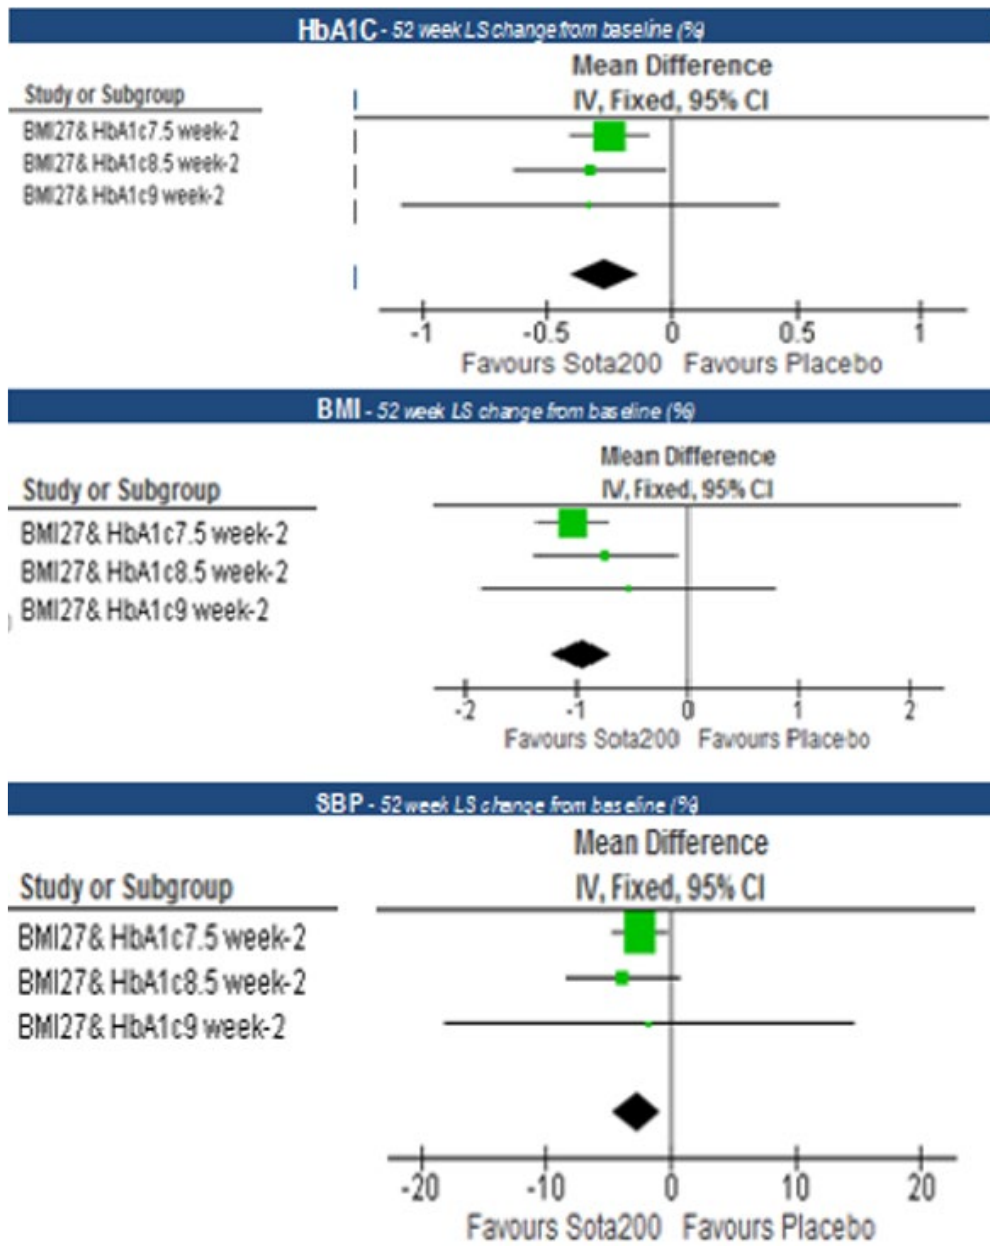 HbA1C - 52 week LS change from baseline (%)
Mean Difference
Study or Subgroup IV, Fixed, 95% CI
BMI27& HbA1c7.5 week-2
BMI27& HbA1c8.5 week-2
BMI27& HbA1c9 week-2
-1 -0.5 0 0.5 1
Favours Sota200 Favours Placebo
BMI - 52 week LS change from baseline (%)
Mean Difference
Study or Subgroup IV, Fixed, 95% CI
BMI27& HbA1c7.5 week-2
BMI27& HbA1c8.5 week-2
BMI27& HbA1c9 week-2
-2 -1 0 1 2
Favours Sota200 Favours Placebo
SBP - 52 week LS change from baseline (%)
Mean Difference
Study or Subgroup IV, Fixed, 95% CI
BMI27& HbA1c7.5 week-2
BMI27& HbA1c8.5 week-2
BMI27& HbA1c9 week-2
-20 -10 0 10 20
Favours Sota200 Favours Placebo